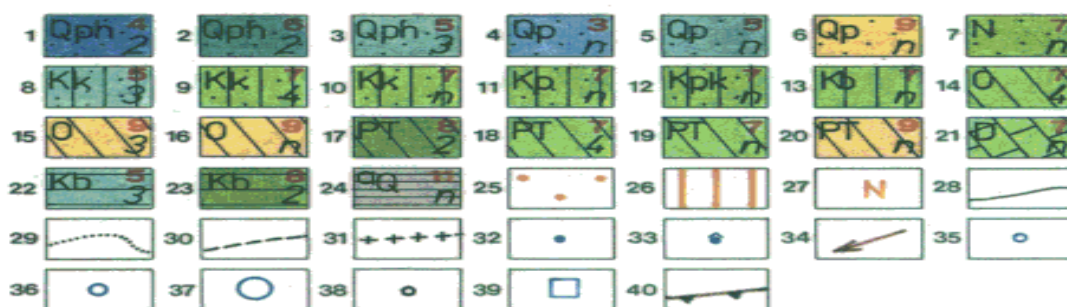 1 Qph 4 2 2 Qph 6 2 3 Qph 5 3 4 Qp 3 n 5 Qp 5 n 6 Qp 9 n 7 N 7 n
8 Kk 5 3 9 Kk 7 4 10 Kk 7 n 11 Kp 7 n 12 Kpk 7 n 13 Kb 7 n 14 O 7 4
15 O 9 3 16 O 9 n 17 PT 6 2 18 PT 7 4 19 PT 7 n 20 PT 9 n 21 7 n
22 Kb 5 3 23 Kb 6 2 24 qQ 11 n 25 26 27 N 28
29 30 31 32 33 34 35
36 37 38 39 40